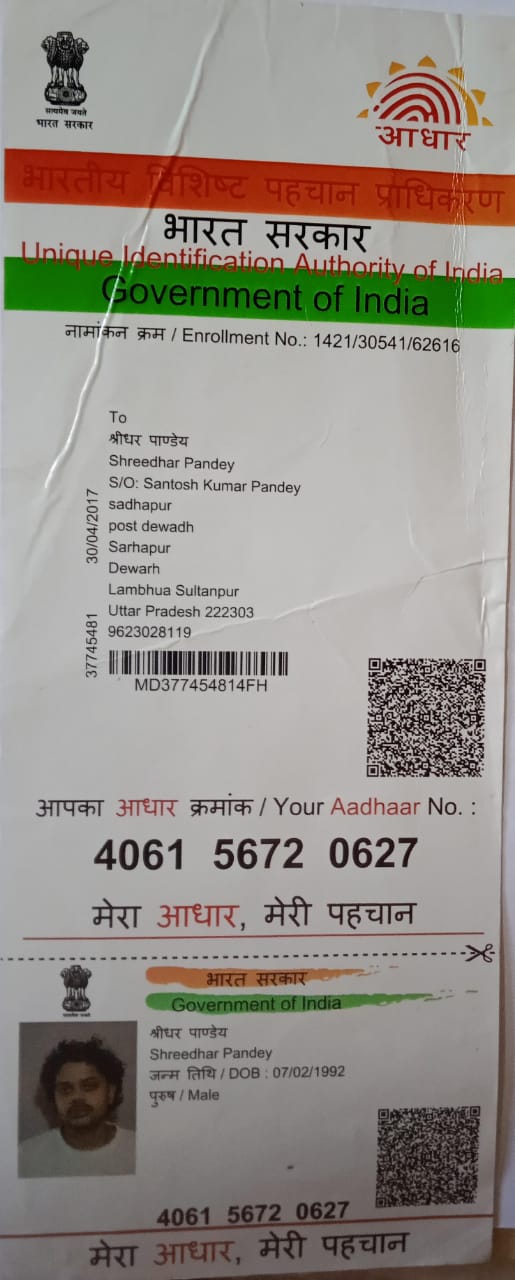 सत्यमेव जयते
भारत सरकार
आधार
भारतीय विशिष्ट पहचान प्राधिकरण
भारत सरकार
Unique Identification Authority of India
Government of India
नामांकन क्रम / Enrollment No.: 1421/30541/62616
To
श्रीधर पाण्डेय
Shreedhar Pandey
S/O: Santosh Kumar Pandey
sadhapur
post dewadh
Sarhapur
Dewarh
Lambhua Sultanpur
Uttar Pradesh 222303
9623028119
37745481 30/04/2017
MD377454814FH
आपका आधार क्रमांक / Your Aadhaar No. :
4061 5672 0627
मेरा आधार, मेरी पहचान
भारत सरकार
Government of India
श्रीधर पाण्डेय
Shreedhar Pandey
जन्म तिथि / DOB : 07/02/1992
पुरुष / Male
4061 5672 0627
मेरा आधार, मेरी पहचान